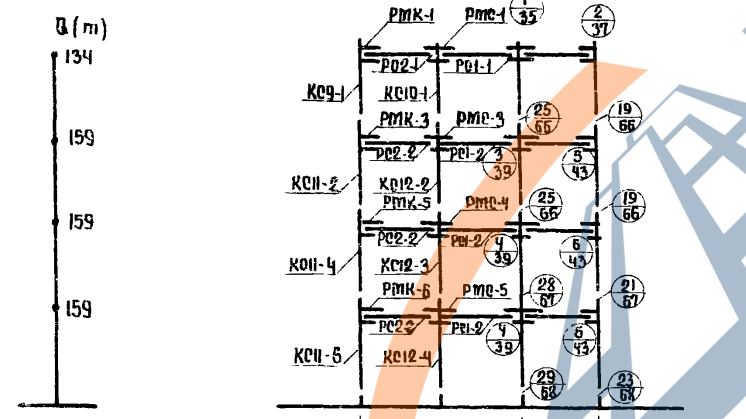 Q (т)
РМК-1 РМС-1 1/35 2/37
134
РС2-1 РС1-1
КС9-1 КС10-1
25/66 19/66
РМК-3 РМС-3
159
РС2-2 РС1-2 3/39 5/43
КС11-2 КС12-2
РМК-5 РМС-4 25/66 19/66
159
РС2-2 РС1-2 4/39 6/43
КС11-4 КС12-3
РМК-6 РМС-5 28/67 21/67
159
РС2-2 РС1-2 4/39 6/43
КС11-5 КС12-4
29/68 23/68